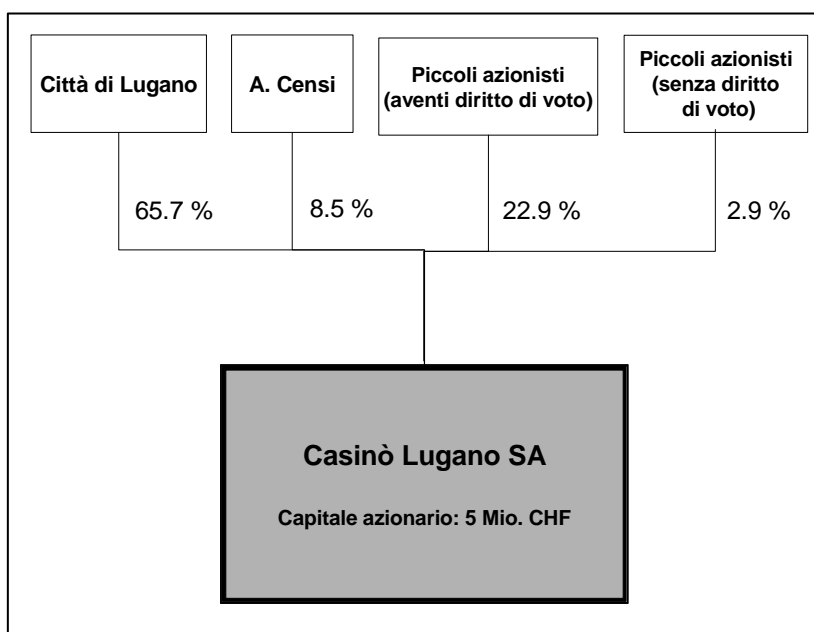 Città di Lugano
A. Censi
Piccoli azionisti
(aventi diritto di voto)
Piccoli azionisti
(senza diritto
di voto)
65.7 %
8.5 %
22.9 %
2.9 %
Casinò Lugano SA
Capitale azionario: 5 Mio. CHF